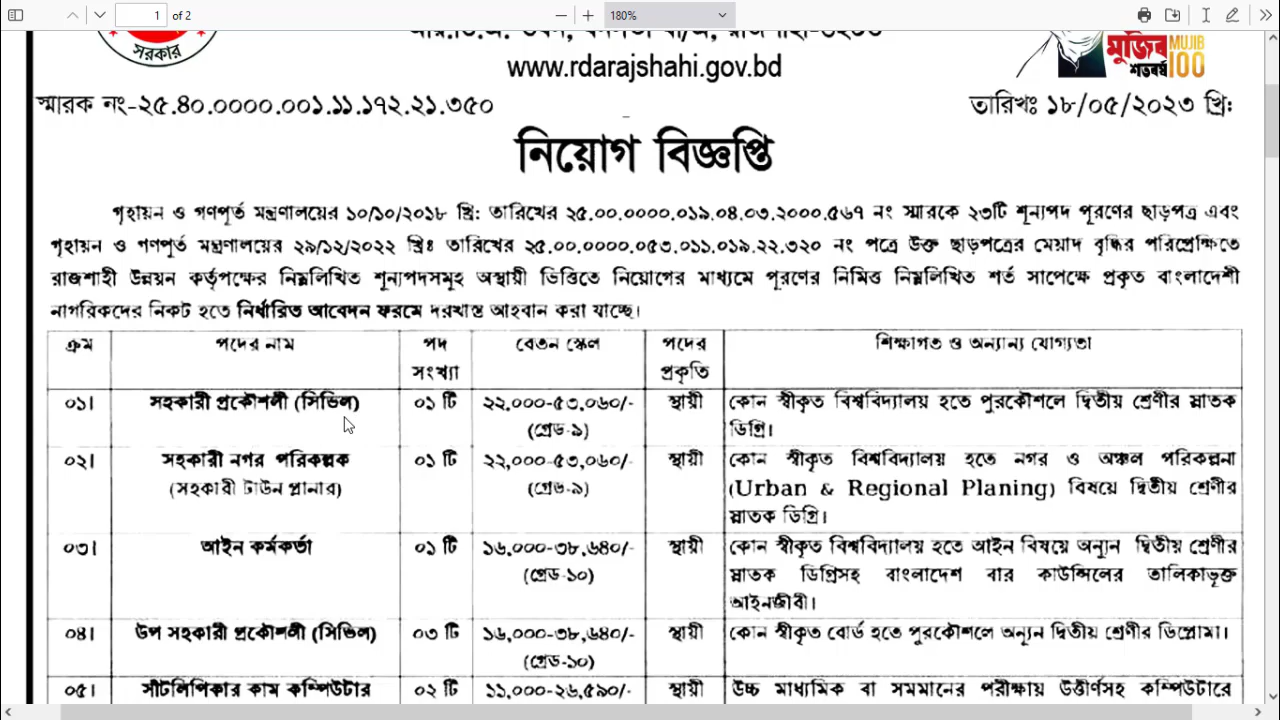 1 of 2
180%
সরকার
মুজিব MUJIB
শতবর্ষ 100
www.rdarajshahi.gov.bd
স্মারক নং-২৫.৪০.০০০০.০০১.১১.১৭২.২১.৩৫০ তারিখঃ ১৮/০৫/২০২৩ খ্রি:
নিয়োগ বিজ্ঞপ্তি
গৃহায়ন ও গণপূর্ত মন্ত্রণালয়ের ১০/১০/২০১৮ খ্রি: তারিখের ২৫.০০.০০০০.০১৯.০৪.০৩.২০০০.৫৬৭ নং স্মারকে ২৩টি শূন্যপদ পূরণের ছাড়পত্র এবং
গৃহায়ন ও গণপূর্ত মন্ত্রণালয়ের ২৯/১২/২০২২ খ্রিঃ তারিখের ২৫.০০.০০০০.০৫৩.০১১.০১৯.২২.৩২০ নং পত্রে উক্ত ছাড়পত্রের মেয়াদ বৃদ্ধির পরিপ্রেক্ষিতে
রাজশাহী উন্নয়ন কর্তৃপক্ষের নিম্নলিখিত শূন্যপদসমূহ অস্থায়ী ভিত্তিতে নিয়োগের মাধ্যমে পূরণের নিমিত্ত নিম্নলিখিত শর্ত সাপেক্ষে প্রকৃত বাংলাদেশী
নাগরিকদের নিকট হতে নির্ধারিত আবেদন ফরমে দরখাস্ত আহবান করা যাচ্ছে।
ক্রম পদের নাম পদ সংখ্যা বেতন স্কেল পদের প্রকৃতি শিক্ষাগত ও অন্যান্য যোগ্যতা
০১। সহকারী প্রকৌশলী (সিভিল) ০১ টি ২২,০০০-৫৩,০৬০/- স্থায়ী কোন স্বীকৃত বিশ্ববিদ্যালয় হতে পুরকৌশলে দ্বিতীয় শ্রেণীর স্নাতক
(গ্রেড-৯) ডিগ্রি।
০২। সহকারী নগর পরিকল্পক ০১ টি ২২,০০০-৫৩,০৬০/- স্থায়ী কোন স্বীকৃত বিশ্ববিদ্যালয় হতে নগর ও অঞ্চল পরিকল্পনা
(সহকারী টাউন প্লানার) (গ্রেড-৯) (Urban & Regional Planing) বিষয়ে দ্বিতীয় শ্রেণীর
স্নাতক ডিগ্রি।
০৩। আইন কর্মকর্তা ০১ টি ১৬,০০০-৩৮,৬৪০/- স্থায়ী কোন স্বীকৃত বিশ্ববিদ্যালয় হতে আইন বিষয়ে অন্যূন দ্বিতীয় শ্রেণীর
(গ্রেড-১০) স্নাতক ডিগ্রিসহ বাংলাদেশ বার কাউন্সিলের তালিকাভূক্ত
আইনজীবী।
০৪। উপ সহকারী প্রকৌশলী (সিভিল) ০৩ টি ১৬,০০০-৩৮,৬৪০/- স্থায়ী কোন স্বীকৃত বোর্ড হতে পুরকৌশলে অন্যূন দ্বিতীয় শ্রেণীর ডিপ্লোমা।
(গ্রেড-১০)
০৫। সাঁটলিপিকার কাম কম্পিউটার ০২ টি ১১,০০০-২৬,৫৯০/- স্থায়ী উচ্চ মাধ্যমিক বা সমমানের পরীক্ষায় উত্তীর্ণসহ কম্পিউটারে